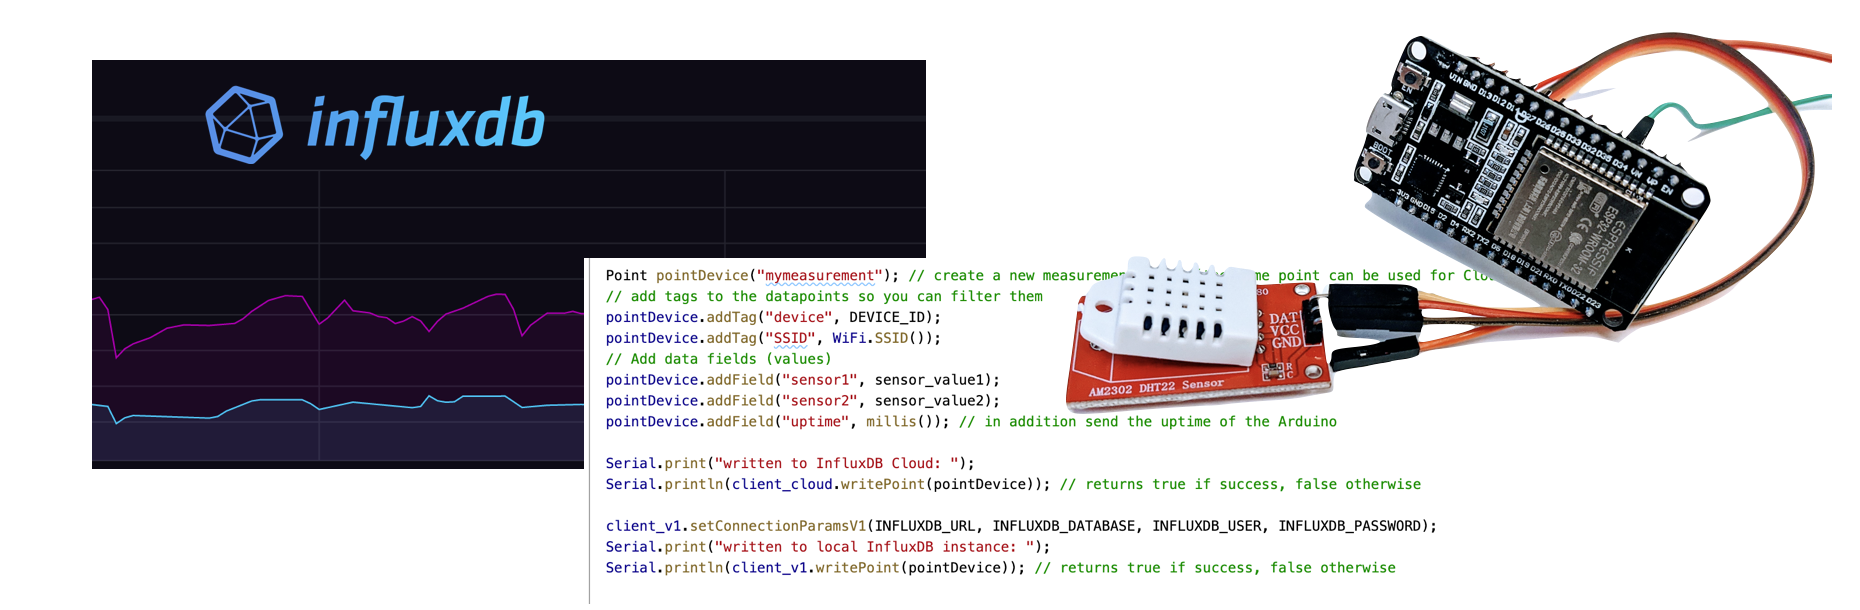 influxdb
Point pointDevice("mymeasurement"); // create a new measurement point can be used for Clo
// add tags to the datapoints so you can filter them
pointDevice.addTag("device", DEVICE_ID);
pointDevice.addTag("SSID", WiFi.SSID());
// Add data fields (values)
pointDevice.addField("sensor1", sensor_value1);
pointDevice.addField("sensor2", sensor_value2);
pointDevice.addField("uptime", millis()); // in addition send the uptime of the Arduino
Serial.print("written to InfluxDB Cloud: ");
Serial.println(client_cloud.writePoint(pointDevice)); // returns true if success, false otherwise
client_v1.setConnectionParamsV1(INFLUXDB_URL, INFLUXDB_DATABASE, INFLUXDB_USER, INFLUXDB_PASSWORD);
Serial.print("written to local InfluxDB instance: ");
Serial.println(client_v1.writePoint(pointDevice)); // returns true if success, false otherwise
DAT
VCC
GND
R
C
AM2302 DHT22 Sensor
EN
BOOT
VIN GND D13 D12 D14 D27 D26 D25 D33 D32 D35 D34 VN VP EN
3V3 GND D15 D2 D4 RX2 TX2 D5 D18 D19 D21 RX0 TX0 D22 D23
ESPRESSIF
ESP32-WROOM-32